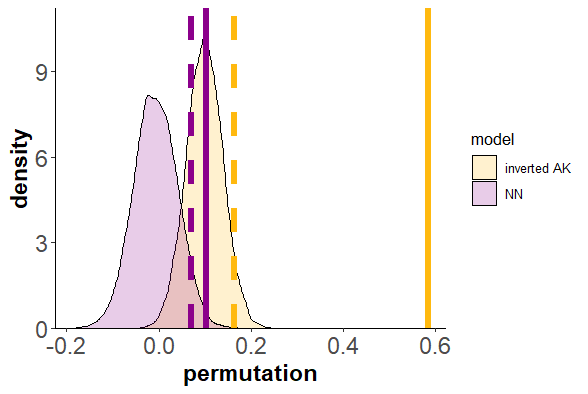 density
9
6
3
0
-0.2 0.0 0.2 0.4 0.6
permutation
model
inverted AK
NN